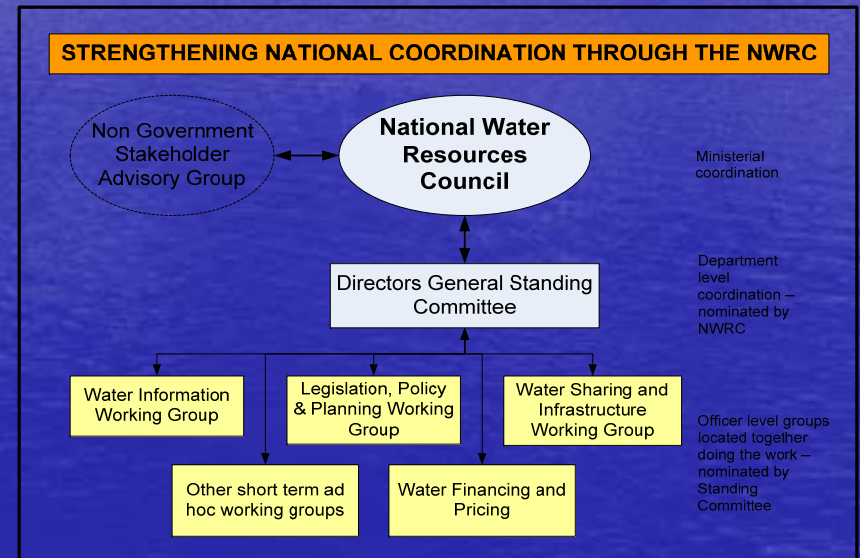 STRENGTHENING NATIONAL COORDINATION THROUGH THE NWRC
Non Government
Stakeholder
Advisory Group
National Water
Resources
Council
Ministerial
coordination
Directors General Standing
Committee
Department
level
coordination –
nominated by
NWRC
Water Information
Working Group
Legislation, Policy
& Planning Working
Group
Water Sharing and
Infrastructure
Working Group
Officer level groups
located together
doing the work –
nominated by
Standing
Committee
Other short term ad
hoc working groups
Water Financing and
Pricing